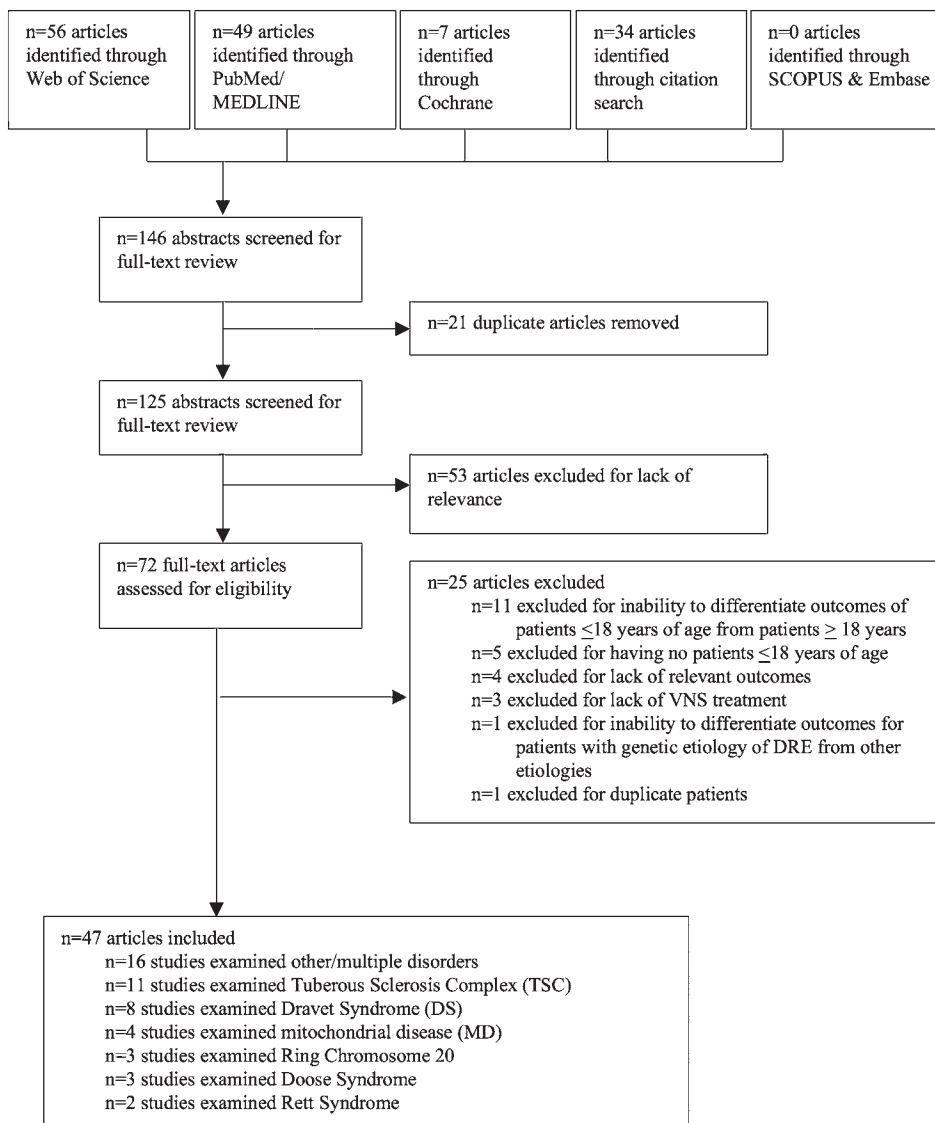 n=56 articles
identified through
Web of Science
n=49 articles
identified through
PubMed/
MEDLINE
n=7 articles
identified
through
Cochrane
n=34 articles
identified
through citation
search
n=0 articles
identified through
SCOPUS & Embase
n=146 abstracts screened for
full-text review
n=21 duplicate articles removed
n=125 abstracts screened for
full-text review
n=53 articles excluded for lack of
relevance
n=72 full-text articles
assessed for eligibility
n=25 articles excluded
n=11 excluded for inability to differentiate outcomes of
patients ≤18 years of age from patients ≥ 18 years
n=5 excluded for having no patients ≤18 years of age
n=4 excluded for lack of relevant outcomes
n=3 excluded for lack of VNS treatment
n=1 excluded for inability to differentiate outcomes for
patients with genetic etiology of DRE from other
etiologies
n=1 excluded for duplicate patients
n=47 articles included
n=16 studies examined other/multiple disorders
n=11 studies examined Tuberous Sclerosis Complex (TSC)
n=8 studies examined Dravet Syndrome (DS)
n=4 studies examined mitochondrial disease (MD)
n=3 studies examined Ring Chromosome 20
n=3 studies examined Doose Syndrome
n=2 studies examined Rett Syndrome